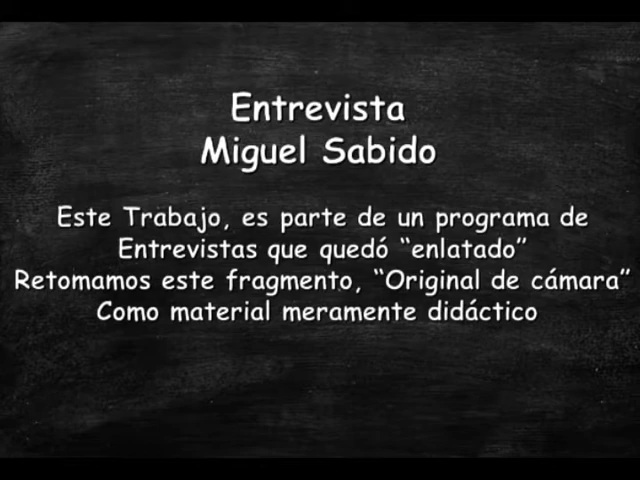 Entrevista
Miguel Sabido
Este Trabajo, es parte de un programa de
Entrevistas que quedó “enlatado”
Retomamos este fragmento, “Original de cámara”
Como material meramente didáctico